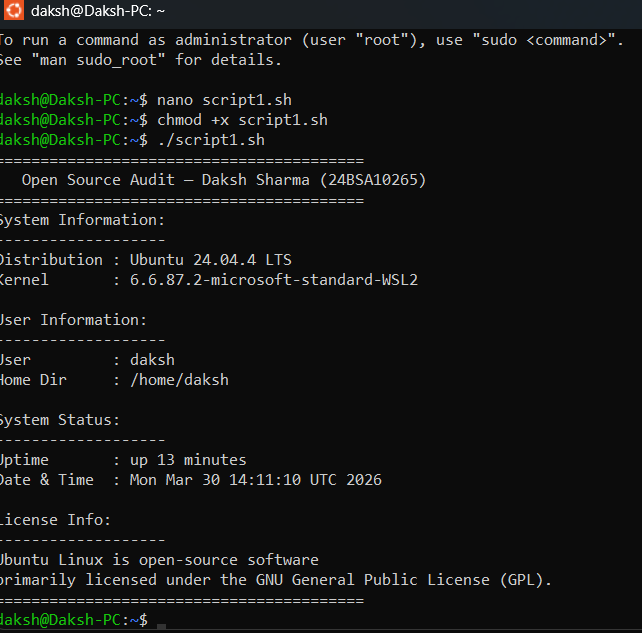 daksh@Daksh-PC: ~
To run a command as administrator (user "root"), use "sudo <command>".
See "man sudo_root" for details.
daksh@Daksh-PC:~$ nano script1.sh
daksh@Daksh-PC:~$ chmod +x script1.sh
daksh@Daksh-PC:~$ ./script1.sh
=========================================
Open Source Audit — Daksh Sharma (24BSA10265)
=========================================
System Information:
-------------------
Distribution : Ubuntu 24.04.4 LTS
Kernel       : 6.6.87.2-microsoft-standard-WSL2
User Information:
-------------------
User         : daksh
Home Dir     : /home/daksh
System Status:
-------------------
Uptime       : up 13 minutes
Date & Time  : Mon Mar 30 14:11:10 UTC 2026
License Info:
-------------------
Ubuntu Linux is open-source software
primarily licensed under the GNU General Public License (GPL).
=========================================
daksh@Daksh-PC:~$